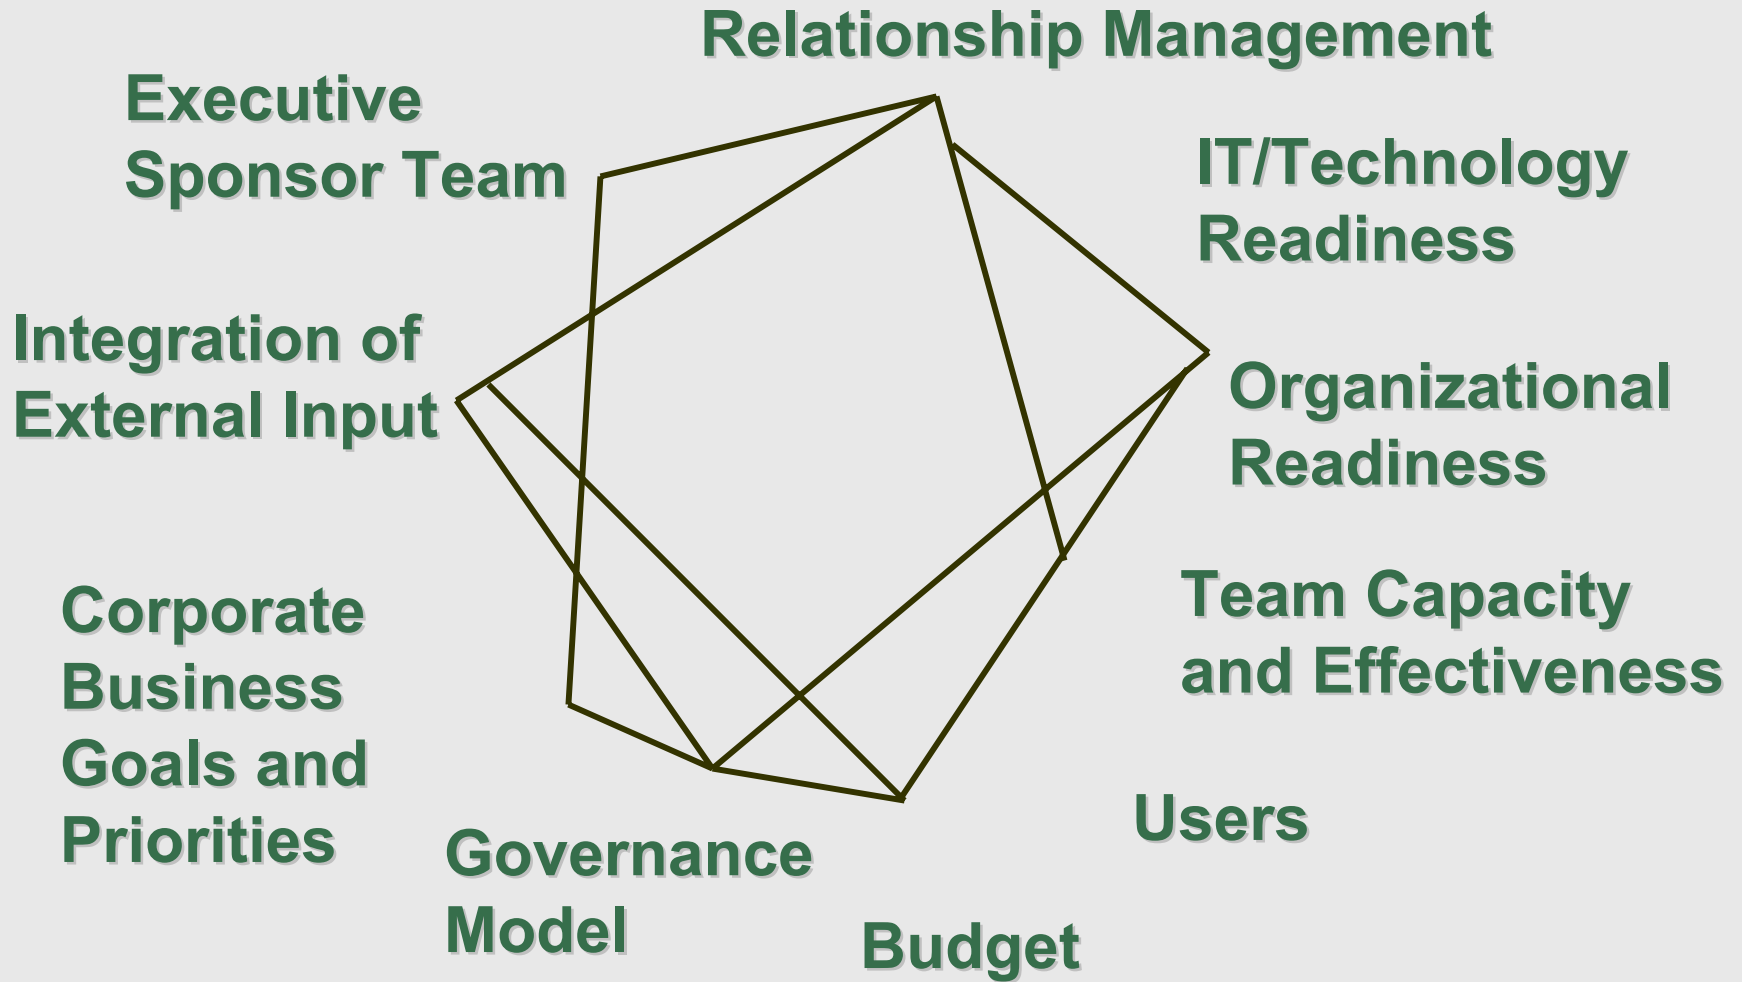 Relationship Management
Executive
Sponsor Team
IT/Technology
Readiness
Integration of
External Input
Organizational
Readiness
Team Capacity
and Effectiveness
Corporate
Business
Goals and
Priorities
Users
Governance
Model
Budget